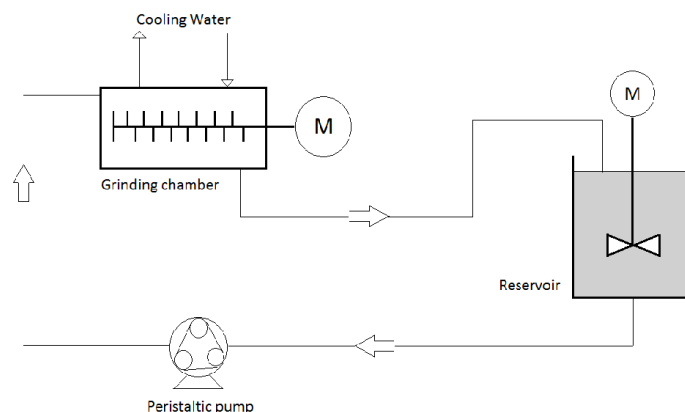 Cooling Water
M
M
Grinding chamber
Reservoir
Peristaltic pump